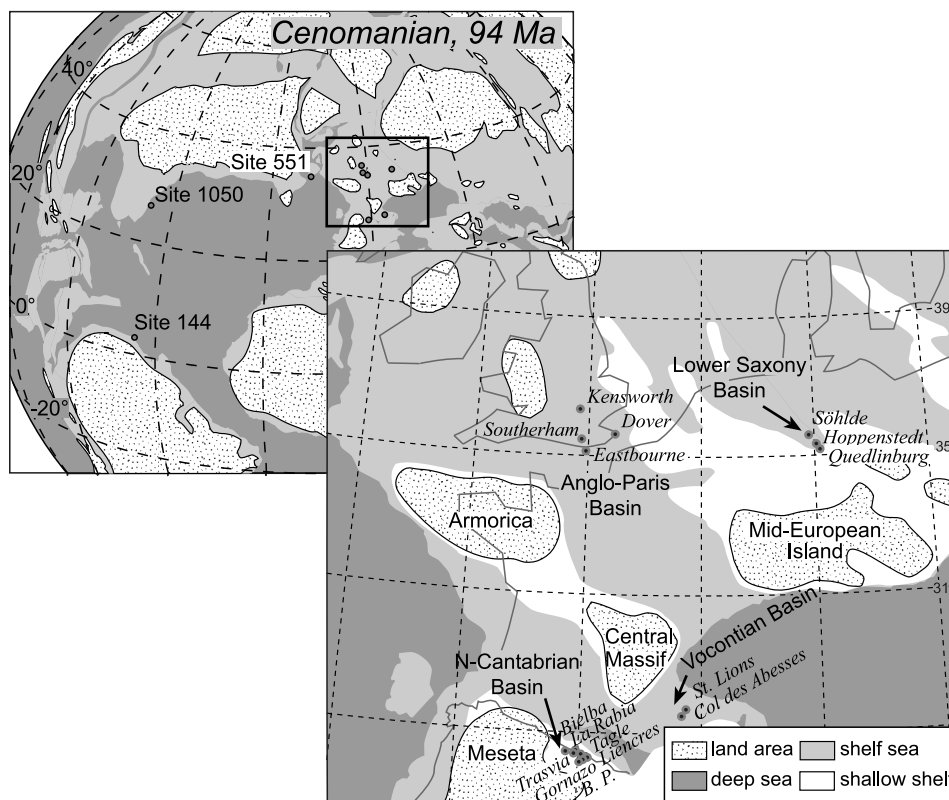 Cenomanian, 94 Ma
40°
20°
Site 551
Site 1050
0°
Site 144
-20°
39
Lower Saxony
Basin
Kensworth
Dover
Southerham
Eastbourne
Söhlde
Hoppenstedt
Quedlinburg
35
Anglo-Paris
Basin
Armorica
Mid-European
Island
31
Central
Massif
Vocontian Basin
N-Cantabrian
Basin
St. Lions
Col des Abesses
Meseta
Bielba
La-Rabia
Tagle
Liencres
Trasvia
Gornazo
B. P.
land area
shelf sea
deep sea
shallow shel